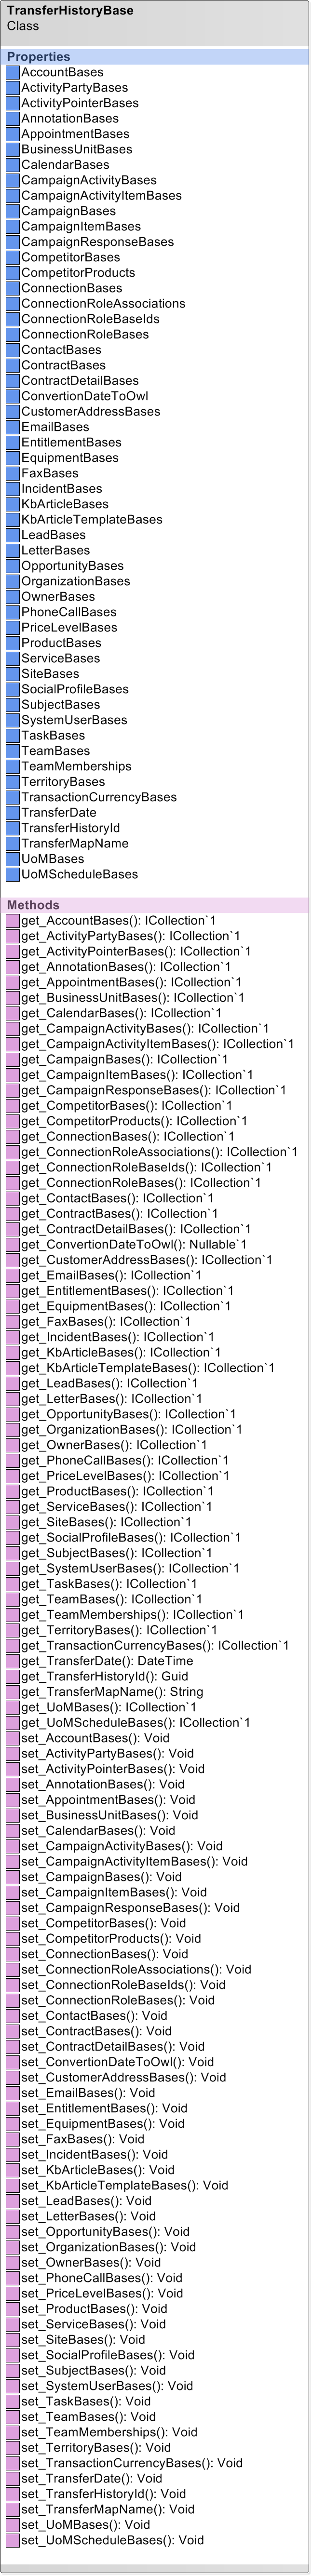 TransferHistoryBase
Class
Properties
AccountBases
ActivityPartyBases
ActivityPointerBases
AnnotationBases
AppointmentBases
BusinessUnitBases
CalendarBases
CampaignActivityBases
CampaignActivityItemBases
CampaignBases
CampaignItemBases
CampaignResponseBases
CompetitorBases
CompetitorProducts
ConnectionBases
ConnectionRoleAssociations
ConnectionRoleBaseIds
ConnectionRoleBases
ContactBases
ContractBases
ContractDetailBases
ConvertionDateToOwl
CustomerAddressBases
EmailBases
EntitlementBases
EquipmentBases
FaxBases
IncidentBases
KbArticleBases
KbArticleTemplateBases
LeadBases
LetterBases
OpportunityBases
OrganizationBases
OwnerBases
PhoneCallBases
PriceLevelBases
ProductBases
ServiceBases
SiteBases
SocialProfileBases
SubjectBases
SystemUserBases
TaskBases
TeamBases
TeamMemberships
TerritoryBases
TransactionCurrencyBases
TransferDate
TransferHistoryId
TransferMapName
UoMBases
UoMScheduleBases
Methods
get_AccountBases(): ICollection`1
get_ActivityPartyBases(): ICollection`1
get_ActivityPointerBases(): ICollection`1
get_AnnotationBases(): ICollection`1
get_AppointmentBases(): ICollection`1
get_BusinessUnitBases(): ICollection`1
get_CalendarBases(): ICollection`1
get_CampaignActivityBases(): ICollection`1
get_CampaignActivityItemBases(): ICollection`1
get_CampaignBases(): ICollection`1
get_CampaignItemBases(): ICollection`1
get_CampaignResponseBases(): ICollection`1
get_CompetitorBases(): ICollection`1
get_CompetitorProducts(): ICollection`1
get_ConnectionBases(): ICollection`1
get_ConnectionRoleAssociations(): ICollection`1
get_ConnectionRoleBaseIds(): ICollection`1
get_ConnectionRoleBases(): ICollection`1
get_ContactBases(): ICollection`1
get_ContractBases(): ICollection`1
get_ContractDetailBases(): ICollection`1
get_ConvertionDateToOwl(): Nullable`1
get_CustomerAddressBases(): ICollection`1
get_EmailBases(): ICollection`1
get_EntitlementBases(): ICollection`1
get_EquipmentBases(): ICollection`1
get_FaxBases(): ICollection`1
get_IncidentBases(): ICollection`1
get_KbArticleBases(): ICollection`1
get_KbArticleTemplateBases(): ICollection`1
get_LeadBases(): ICollection`1
get_LetterBases(): ICollection`1
get_OpportunityBases(): ICollection`1
get_OrganizationBases(): ICollection`1
get_OwnerBases(): ICollection`1
get_PhoneCallBases(): ICollection`1
get_PriceLevelBases(): ICollection`1
get_ProductBases(): ICollection`1
get_ServiceBases(): ICollection`1
get_SiteBases(): ICollection`1
get_SocialProfileBases(): ICollection`1
get_SubjectBases(): ICollection`1
get_SystemUserBases(): ICollection`1
get_TaskBases(): ICollection`1
get_TeamBases(): ICollection`1
get_TeamMemberships(): ICollection`1
get_TerritoryBases(): ICollection`1
get_TransactionCurrencyBases(): ICollection`1
get_TransferDate(): DateTime
get_TransferHistoryId(): Guid
get_TransferMapName(): String
get_UoMBases(): ICollection`1
get_UoMScheduleBases(): ICollection`1
set_AccountBases(): Void
set_ActivityPartyBases(): Void
set_ActivityPointerBases(): Void
set_AnnotationBases(): Void
set_AppointmentBases(): Void
set_BusinessUnitBases(): Void
set_CalendarBases(): Void
set_CampaignActivityBases(): Void
set_CampaignActivityItemBases(): Void
set_CampaignBases(): Void
set_CampaignItemBases(): Void
set_CampaignResponseBases(): Void
set_CompetitorBases(): Void
set_CompetitorProducts(): Void
set_ConnectionBases(): Void
set_ConnectionRoleAssociations(): Void
set_ConnectionRoleBaseIds(): Void
set_ConnectionRoleBases(): Void
set_ContactBases(): Void
set_ContractBases(): Void
set_ContractDetailBases(): Void
set_ConvertionDateToOwl(): Void
set_CustomerAddressBases(): Void
set_EmailBases(): Void
set_EntitlementBases(): Void
set_EquipmentBases(): Void
set_FaxBases(): Void
set_IncidentBases(): Void
set_KbArticleBases(): Void
set_KbArticleTemplateBases(): Void
set_LeadBases(): Void
set_LetterBases(): Void
set_OpportunityBases(): Void
set_OrganizationBases(): Void
set_OwnerBases(): Void
set_PhoneCallBases(): Void
set_PriceLevelBases(): Void
set_ProductBases(): Void
set_ServiceBases(): Void
set_SiteBases(): Void
set_SocialProfileBases(): Void
set_SubjectBases(): Void
set_SystemUserBases(): Void
set_TaskBases(): Void
set_TeamBases(): Void
set_TeamMemberships(): Void
set_TerritoryBases(): Void
set_TransactionCurrencyBases(): Void
set_TransferDate(): Void
set_TransferHistoryId(): Void
set_TransferMapName(): Void
set_UoMBases(): Void
set_UoMScheduleBases(): Void